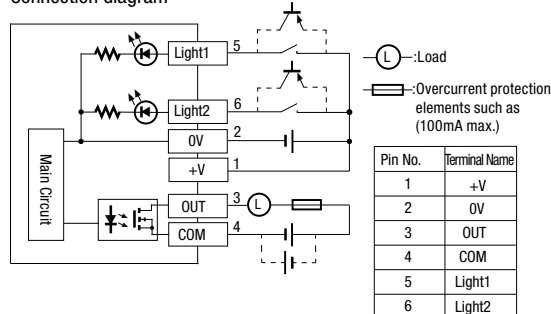 Connection diagram
Light1
5
Light2
6
0V
2
+V
1
OUT
3
L
COM
4
Main Circuit
L
:Load
:Overcurrent protection
elements such as
(100mA max.)
Pin No. Terminal Name
1 +V
2 0V
3 OUT
4 COM
5 Light1
6 Light2